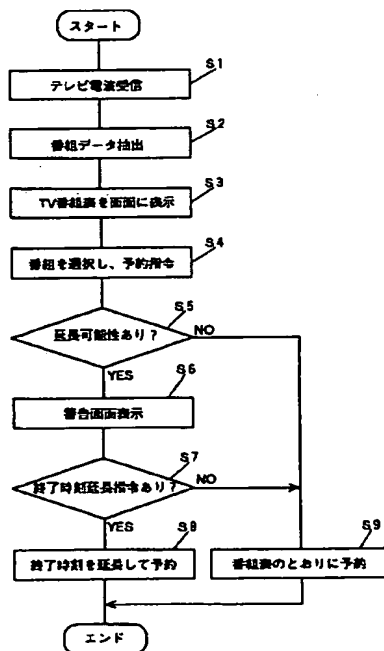 スタート
S1
テレビ電波受信
S2
番組データ抽出
S3
TV番組表を画面に表示
S4
番組を選択し、予約指令
S5
延長可能性あり？
NO
YES
S6
警告画面表示
S7
終了時刻延長指令あり？
NO
YES
S8
終了時刻を延長して予約
S9
番組表のとおりに予約
エンド